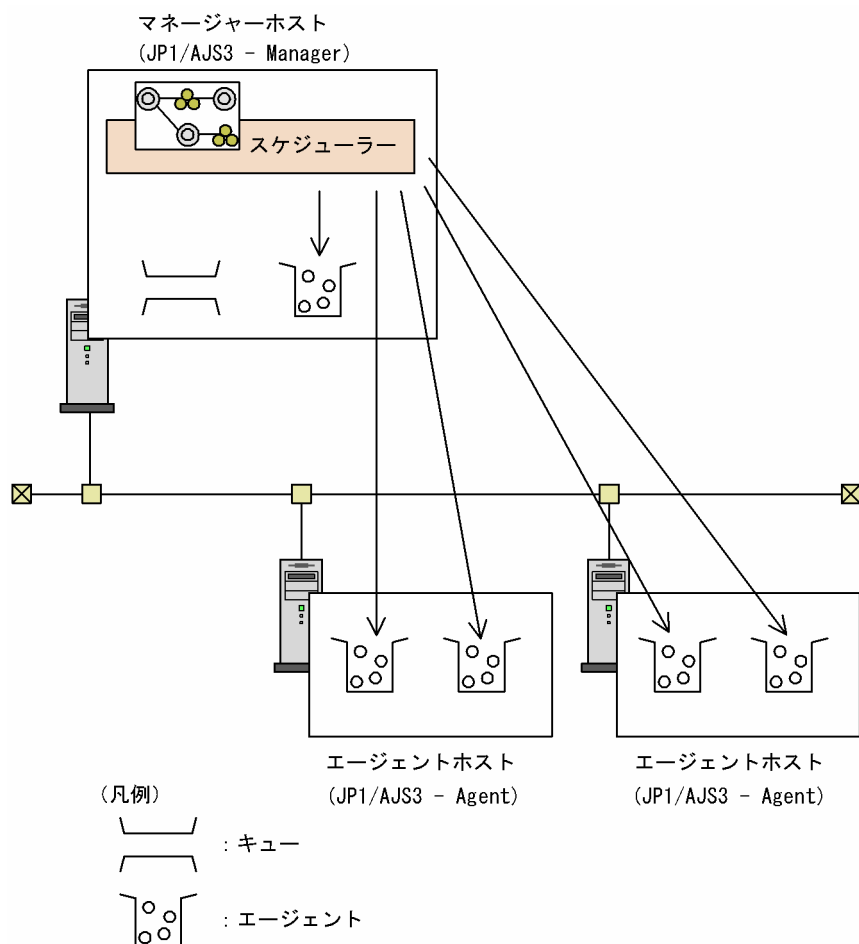 マネージャーホスト
(JP1/AJS3 - Manager)
スケジューラー
エージェントホスト
(JP1/AJS3 - Agent)
エージェントホスト
(JP1/AJS3 - Agent)
(凡例)
：キュー
：エージェント